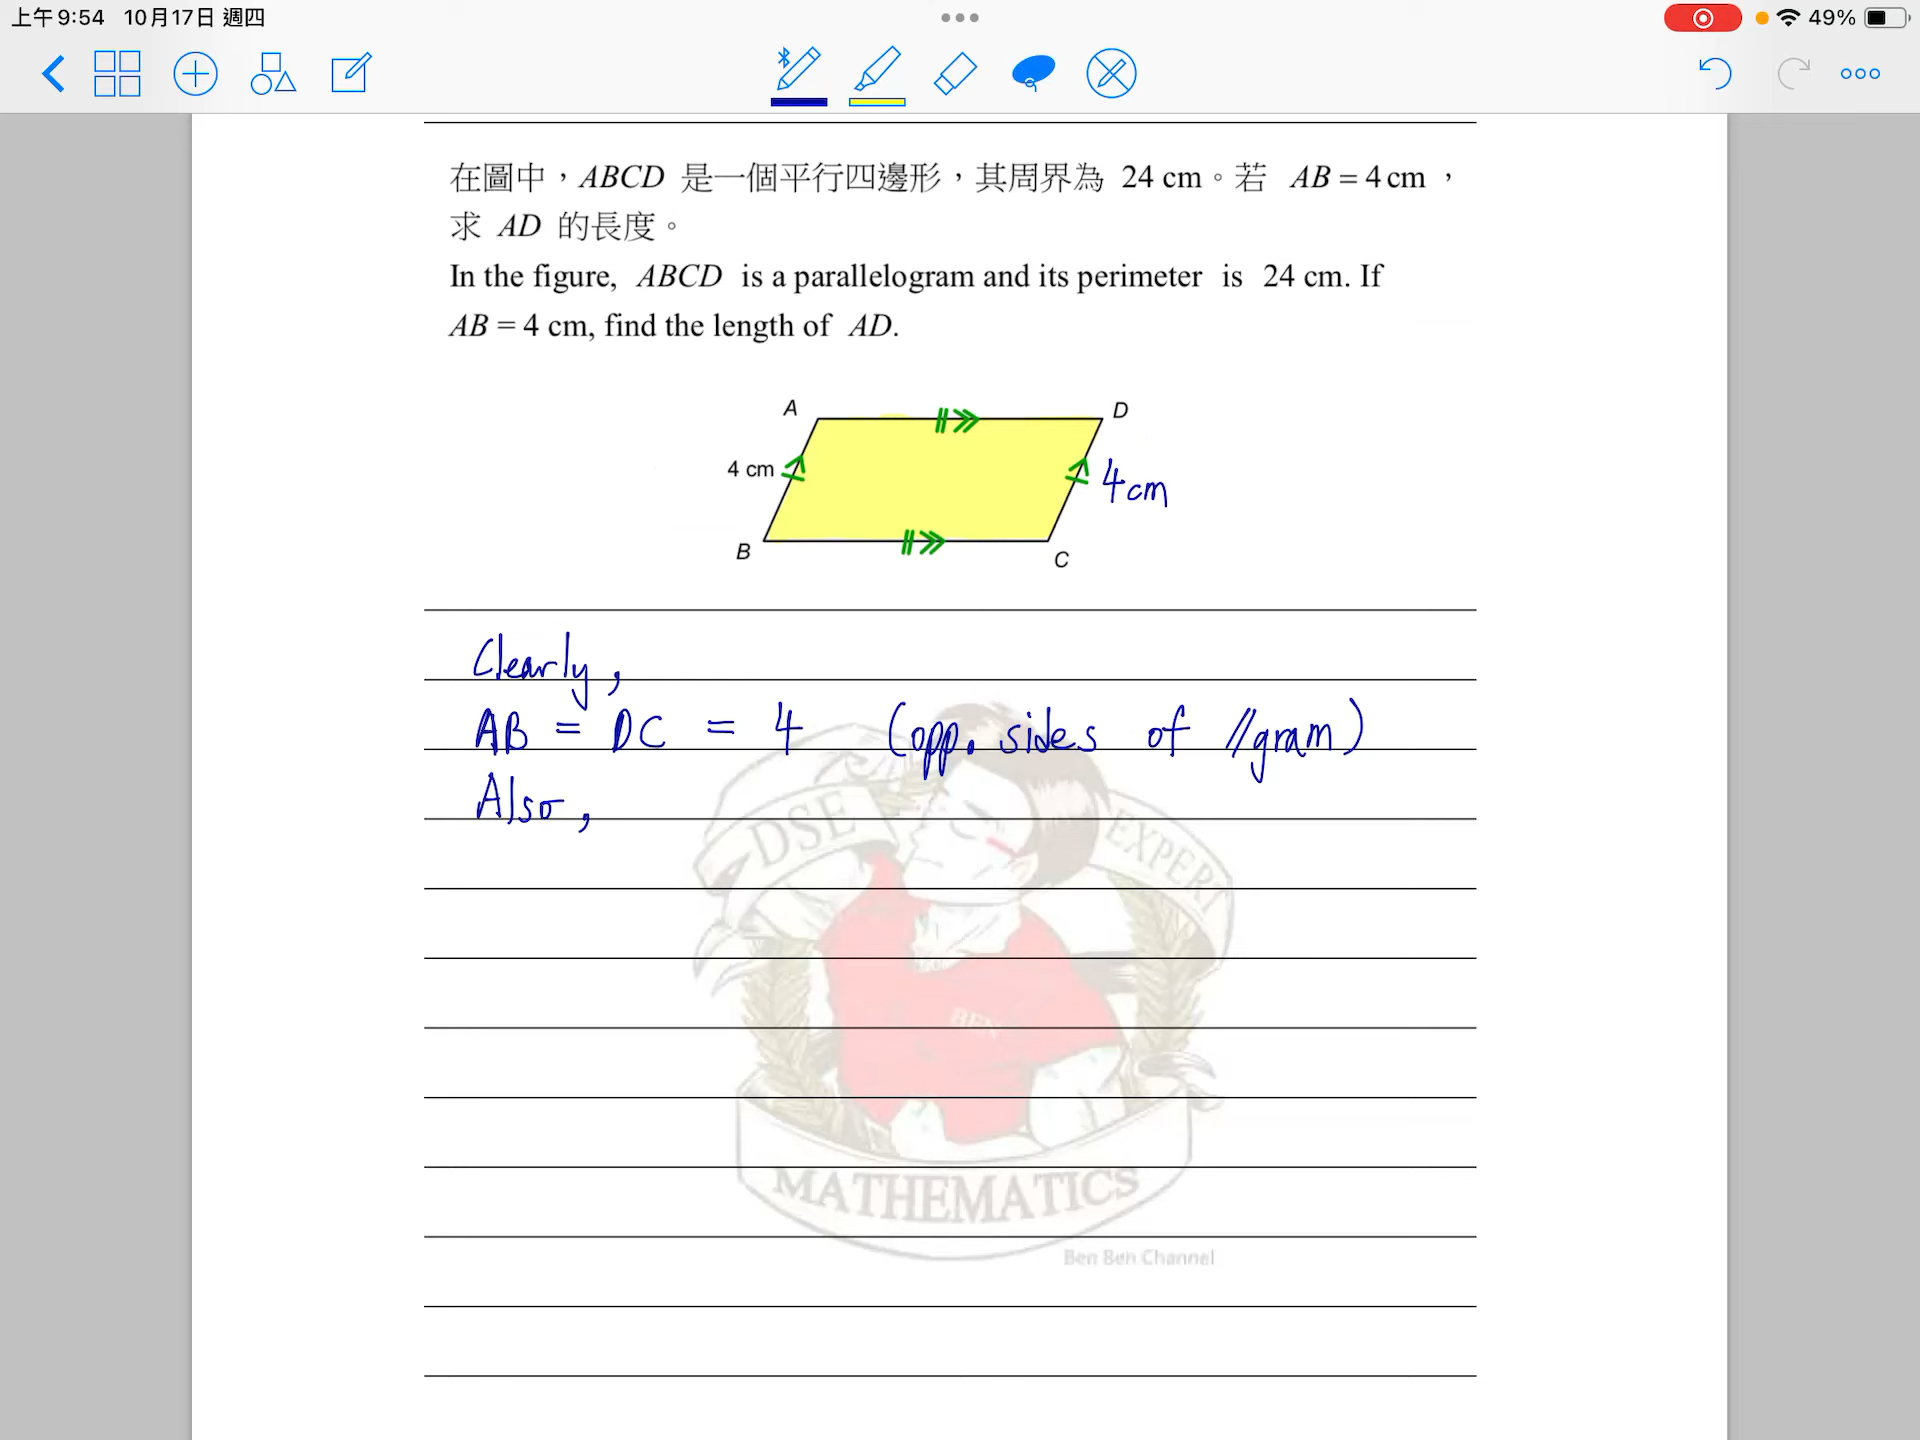 上午9:54 10月17日 週四
49%
在圖中，ABCD 是一個平行四邊形，其周界為 24 cm。若 AB = 4 cm，
求 AD 的長度。
In the figure, ABCD is a parallelogram and its perimeter is 24 cm. If
AB = 4 cm, find the length of AD.
A
D
4 cm
4cm
B
C
Clearly,
AB = DC = 4 (opp. sides of //gram)
Also,
DSE EXPERT
BEN
MATHEMATICS
Ben Ben Channel